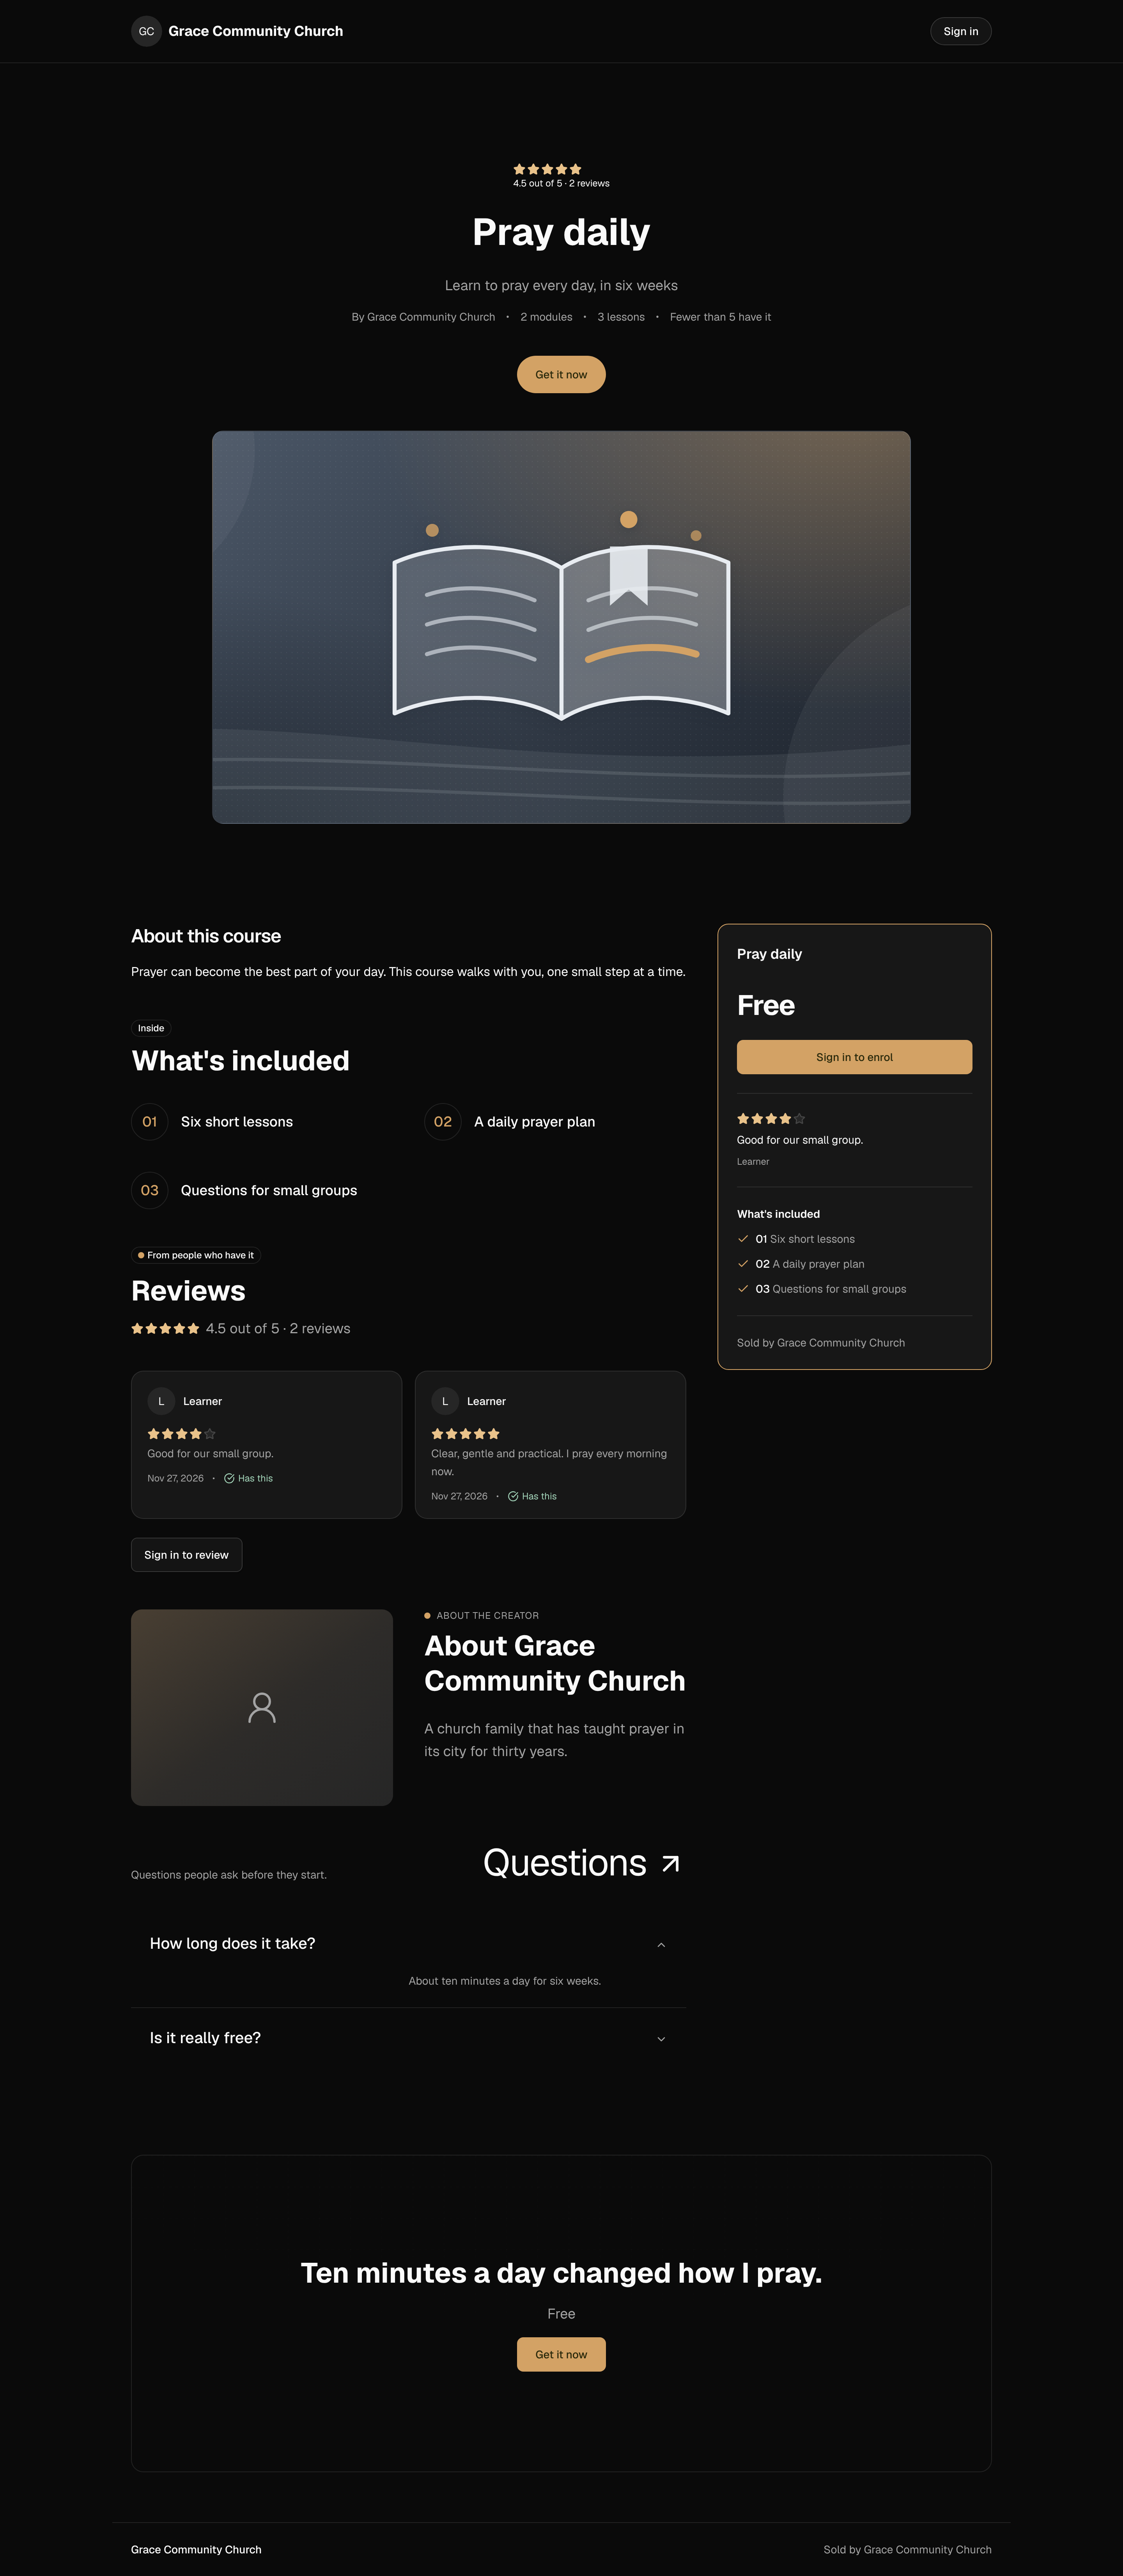 GC Grace Community Church
Sign in
4.5 out of 5 · 2 reviews
Pray daily
Learn to pray every day, in six weeks
By Grace Community Church • 2 modules • 3 lessons • Fewer than 5 have it
Get it now
About this course
Prayer can become the best part of your day. This course walks with you, one small step at a time.
Inside
What's included
01 Six short lessons
02 A daily prayer plan
03 Questions for small groups
From people who have it
Reviews
4.5 out of 5 · 2 reviews
L Learner
Good for our small group.
Nov 27, 2026 • Has this
L Learner
Clear, gentle and practical. I pray every morning
now.
Nov 27, 2026 • Has this
Sign in to review
ABOUT THE CREATOR
About Grace
Community Church
A church family that has taught prayer in
its city for thirty years.
Questions people ask before they start.
Questions
How long does it take?
About ten minutes a day for six weeks.
Is it really free?
Pray daily
Free
Sign in to enrol
Good for our small group.
Learner
What's included
01 Six short lessons
02 A daily prayer plan
03 Questions for small groups
Sold by Grace Community Church
Ten minutes a day changed how I pray.
Free
Get it now
Grace Community Church
Sold by Grace Community Church